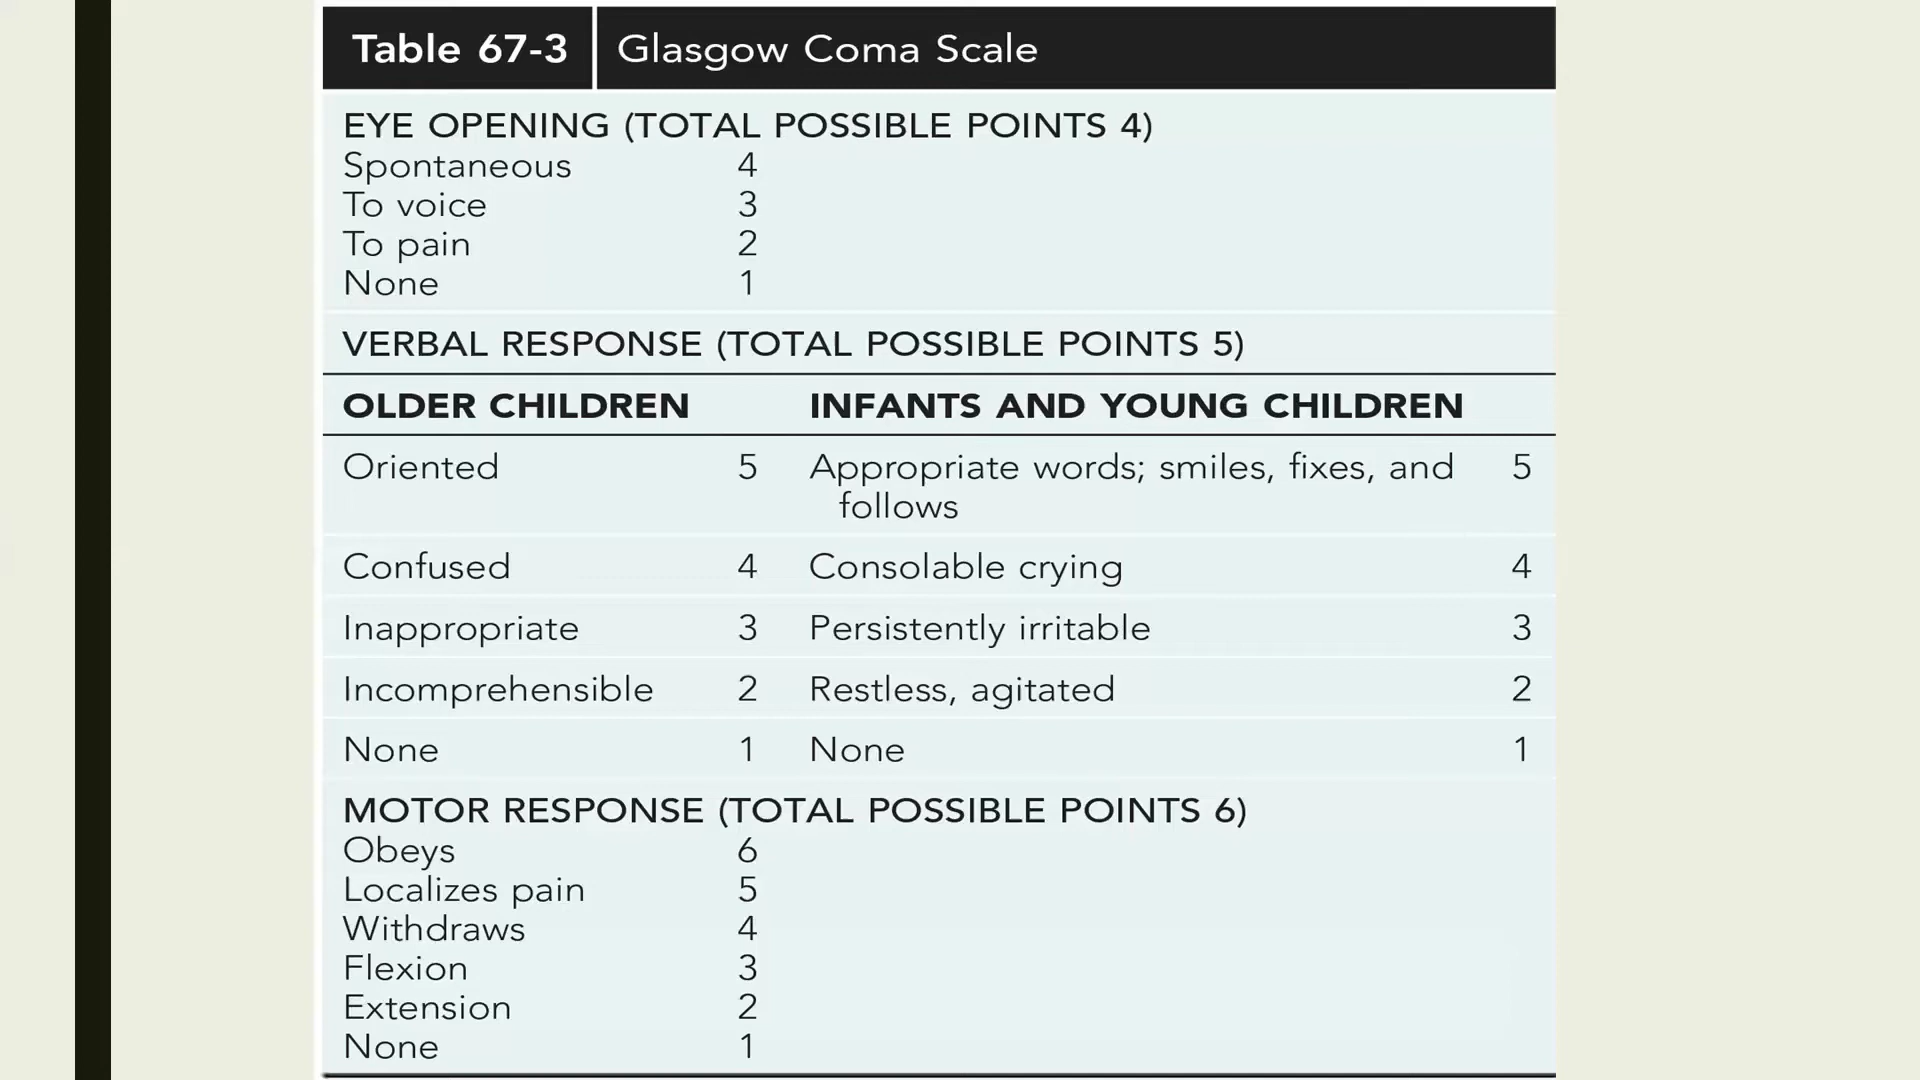 Table 67-3 Glasgow Coma Scale
EYE OPENING (TOTAL POSSIBLE POINTS 4)
Spontaneous 4
To voice 3
To pain 2
None 1
VERBAL RESPONSE (TOTAL POSSIBLE POINTS 5)
OLDER CHILDREN INFANTS AND YOUNG CHILDREN
Oriented 5 Appropriate words; smiles, fixes, and 5
follows
Confused 4 Consolable crying 4
Inappropriate 3 Persistently irritable 3
Incomprehensible 2 Restless, agitated 2
None 1 None 1
MOTOR RESPONSE (TOTAL POSSIBLE POINTS 6)
Obeys 6
Localizes pain 5
Withdraws 4
Flexion 3
Extension 2
None 1